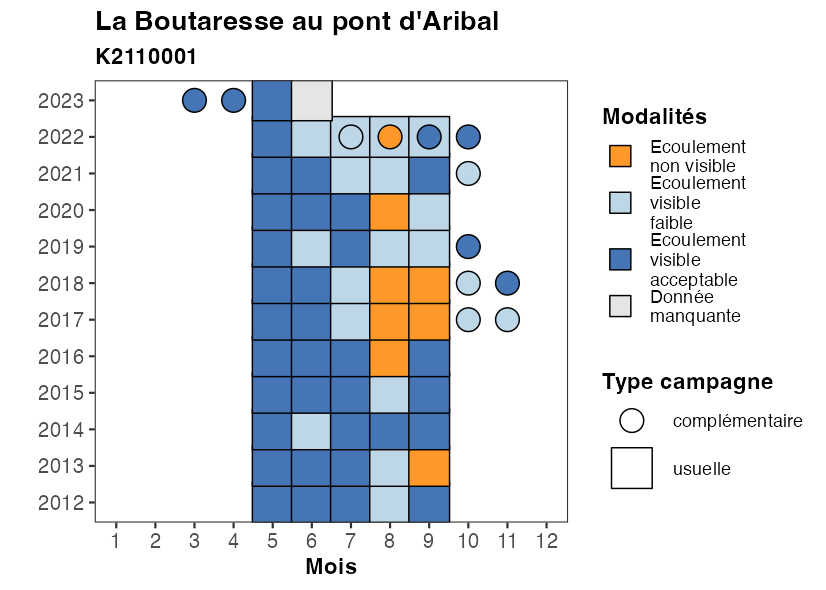 La Boutaresse au pont d'Aribal
K2110001
2023
2022
2021
2020
2019
2018
2017
2016
2015
2014
2013
2012
1 2 3 4 5 6 7 8 9 10 11 12
Mois
Modalités
Ecoulement
non visible
Ecoulement
visible
faible
Ecoulement
visible
acceptable
Donnée
manquante
Type campagne
complémentaire
usuelle